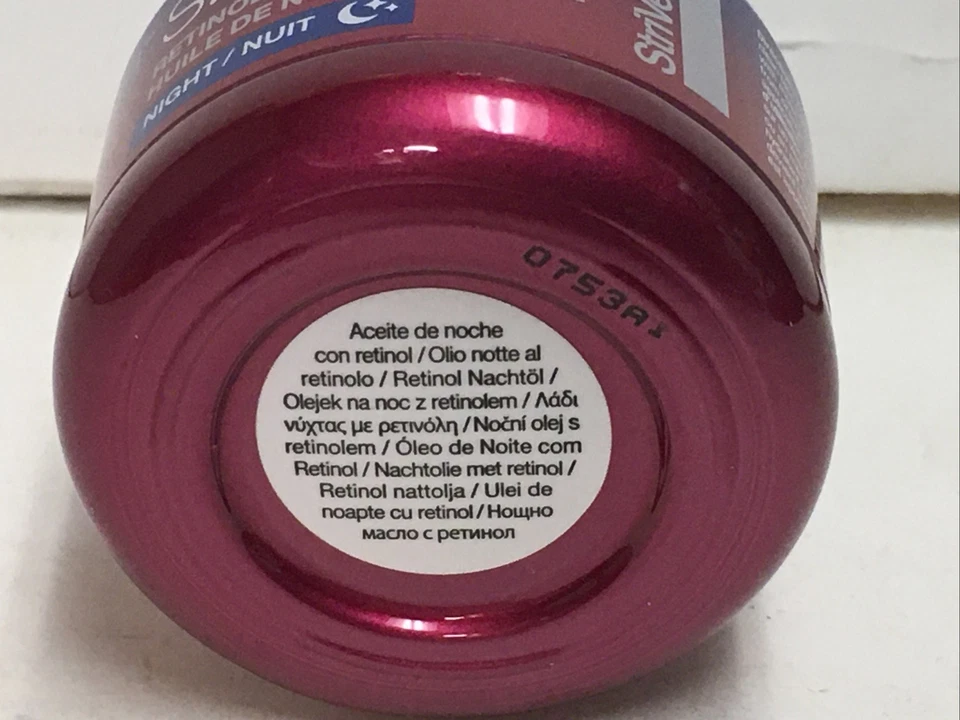 RETINOL
HUILE DE N
NIGHT / NUIT
StriVe
0753A1
Aceite de noche
con retinol / Olio notte al
retinolo / Retinol Nachtöl /
Olejek na noc z retinolem / Λάδι
νύχτας με ρετινόλη / Noční olej s
retinolem / Óleo de Noite com
Retinol / Nachtolie met retinol /
Retinol nattolja / Ulei de
noapte cu retinol / Нощно
масло с ретинол